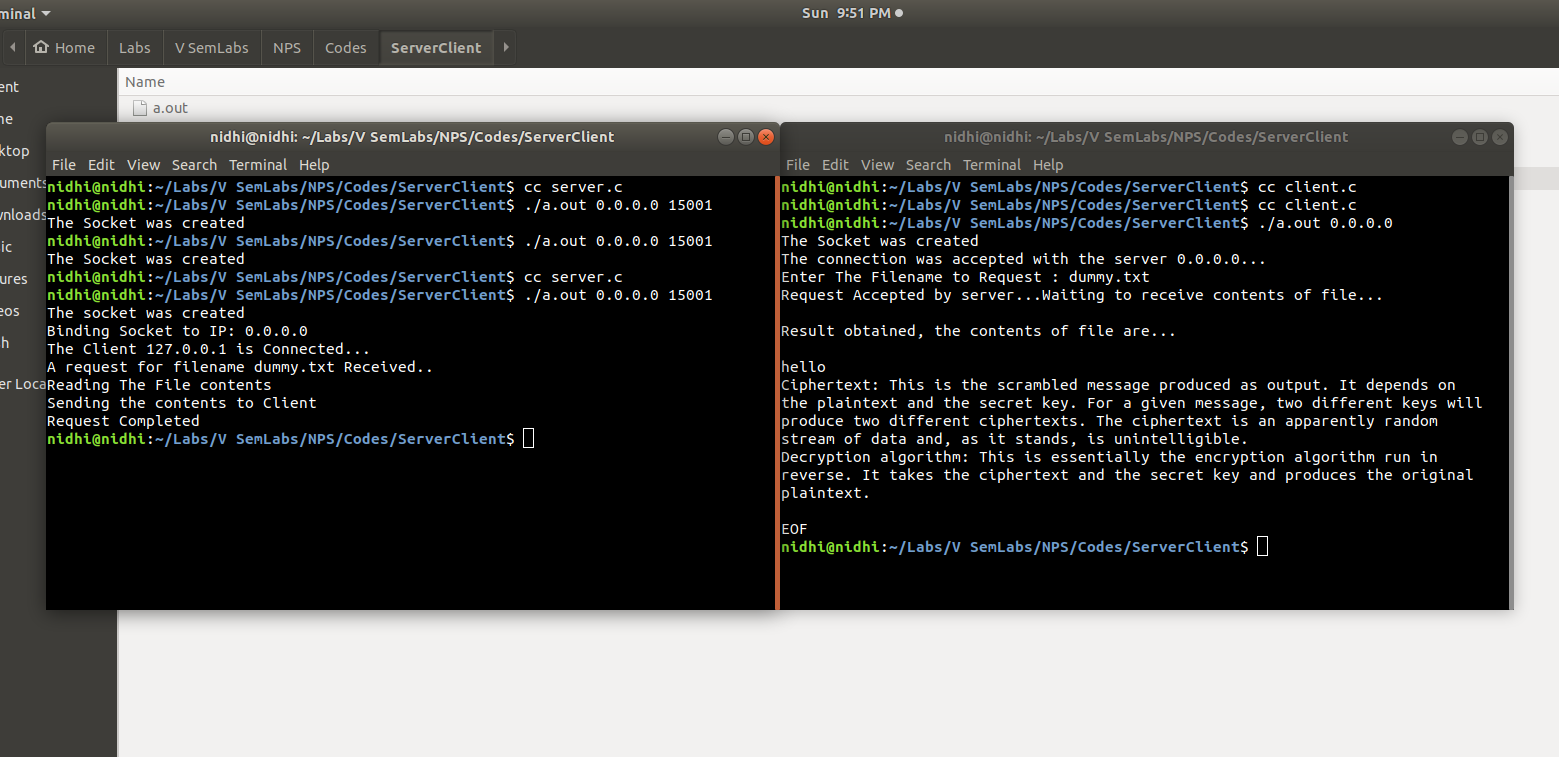 minal
Sun 9:51 PM
Home Labs V SemLabs NPS Codes ServerClient
Name
a.out
ent
me
ktop
uments
wnloads
ic
ures
eos
h
er Loca
nidhi@nidhi: ~/Labs/V SemLabs/NPS/Codes/ServerClient
File Edit View Search Terminal Help
nidhi@nidhi:~/Labs/V SemLabs/NPS/Codes/ServerClient$ cc server.c
nidhi@nidhi:~/Labs/V SemLabs/NPS/Codes/ServerClient$ ./a.out 0.0.0.0 15001
The Socket was created
nidhi@nidhi:~/Labs/V SemLabs/NPS/Codes/ServerClient$ ./a.out 0.0.0.0 15001
The Socket was created
nidhi@nidhi:~/Labs/V SemLabs/NPS/Codes/ServerClient$ cc server.c
nidhi@nidhi:~/Labs/V SemLabs/NPS/Codes/ServerClient$ ./a.out 0.0.0.0 15001
The socket was created
Binding Socket to IP: 0.0.0.0
The Client 127.0.0.1 is Connected...
A request for filename dummy.txt Received..
Reading The File contents
Sending the contents to Client
Request Completed
nidhi@nidhi:~/Labs/V SemLabs/NPS/Codes/ServerClient$
nidhi@nidhi: ~/Labs/V SemLabs/NPS/Codes/ServerClient
File Edit View Search Terminal Help
nidhi@nidhi:~/Labs/V SemLabs/NPS/Codes/ServerClient$ cc client.c
nidhi@nidhi:~/Labs/V SemLabs/NPS/Codes/ServerClient$ cc client.c
nidhi@nidhi:~/Labs/V SemLabs/NPS/Codes/ServerClient$ ./a.out 0.0.0.0
The Socket was created
The connection was accepted with the server 0.0.0.0...
Enter The Filename to Request : dummy.txt
Request Accepted by server...Waiting to receive contents of file...
Result obtained, the contents of file are...
hello
Ciphertext: This is the scrambled message produced as output. It depends on
the plaintext and the secret key. For a given message, two different keys will
produce two different ciphertexts. The ciphertext is an apparently random
stream of data and, as it stands, is unintelligible.
Decryption algorithm: This is essentially the encryption algorithm run in
reverse. It takes the ciphertext and the secret key and produces the original
plaintext.
EOF
nidhi@nidhi:~/Labs/V SemLabs/NPS/Codes/ServerClient$